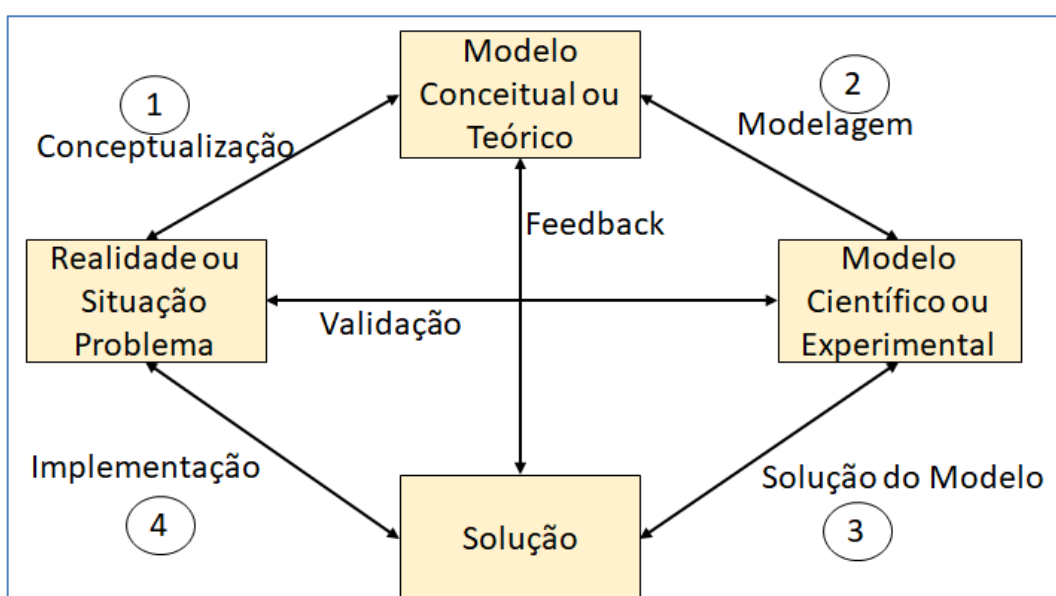 Modelo
Conceitual ou
Teórico
1
Conceptualização
2
Modelagem
Feedback
Realidade ou
Situação
Problema
Validação
Modelo
Científico ou
Experimental
Implementação
4
Solução
Solução do Modelo
3